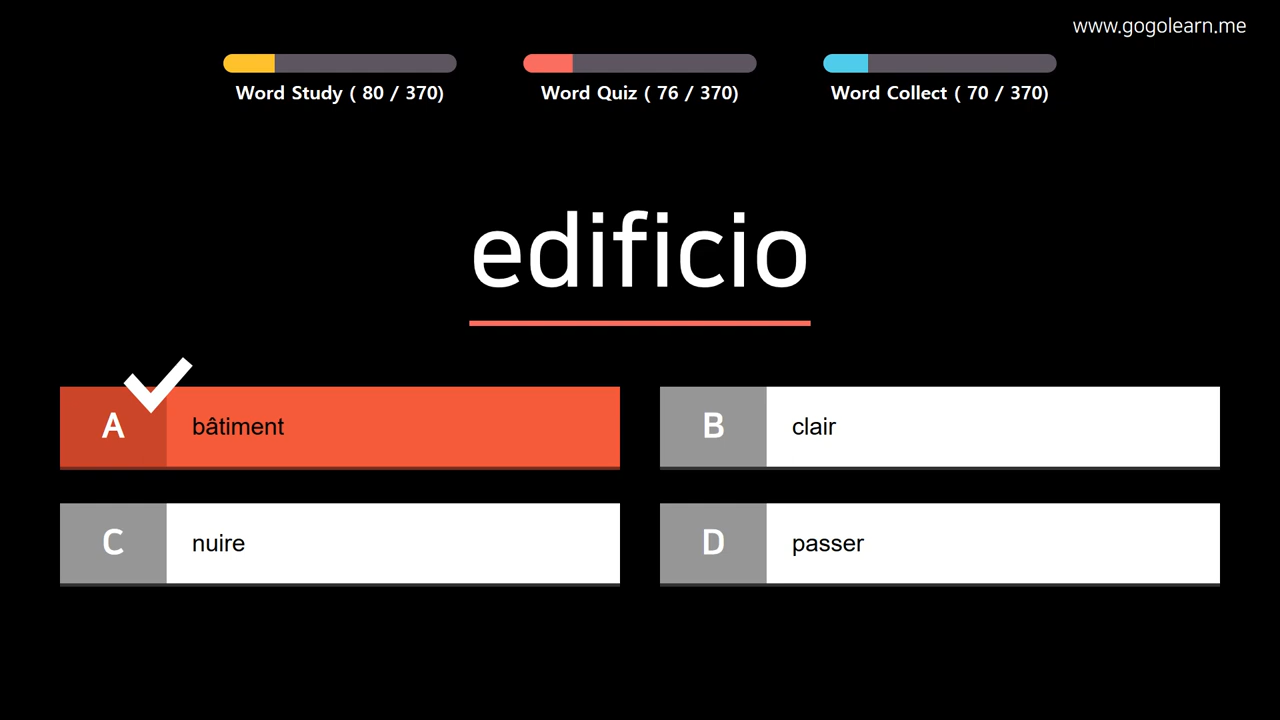 www.gogolearn.me
Word Study ( 80 / 370)
Word Quiz ( 76 / 370)
Word Collect ( 70 / 370)
edificio
A bâtiment
B clair
C nuire
D passer